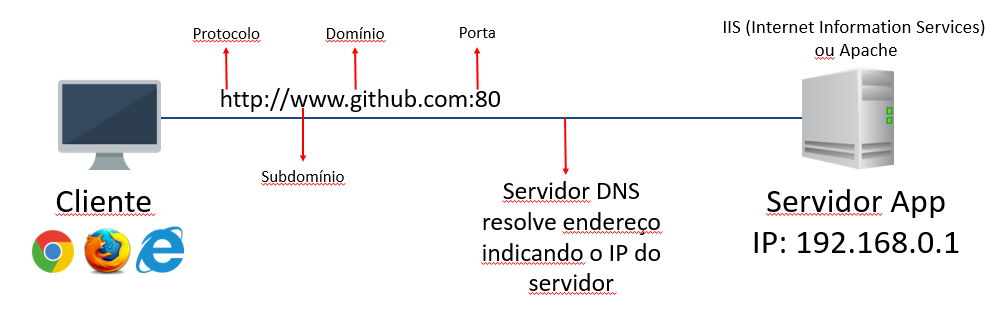 IIS (Internet Information Services)
ou Apache
Protocolo
Domínio
Porta
http://www.github.com:80
Subdomínio
Cliente
Servidor DNS
resolve endereço
indicando o IP do
servidor
Servidor App
IP: 192.168.0.1